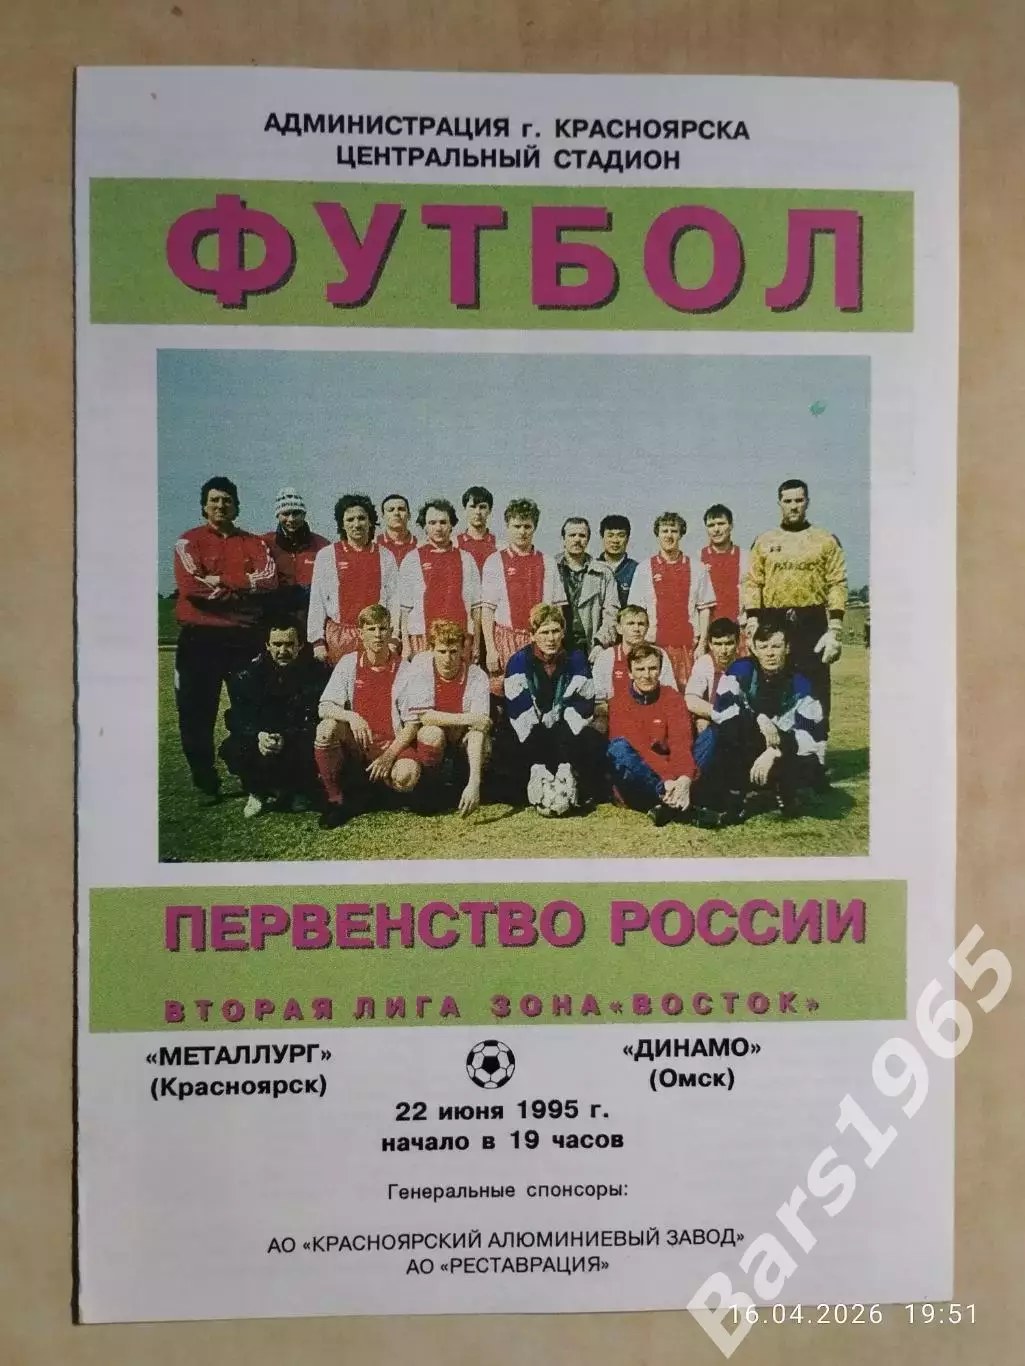 АДМИНИСТРАЦИЯ г. КРАСНОЯРСКА
ЦЕНТРАЛЬНЫЙ СТАДИОН
ФУТБОЛ
ПЕРВЕНСТВО РОССИИ
ВТОРАЯ ЛИГА ЗОНА «ВОСТОК»
«МЕТАЛЛУРГ»
(Красноярск)
«ДИНАМО»
(Омск)
22 июня 1995 г.
начало в 19 часов
Генеральные спонсоры:
АО «КРАСНОЯРСКИЙ АЛЮМИНИЕВЫЙ ЗАВОД»
АО «РЕСТАВРАЦИЯ»
Bars1965
16.04.2026 19:51